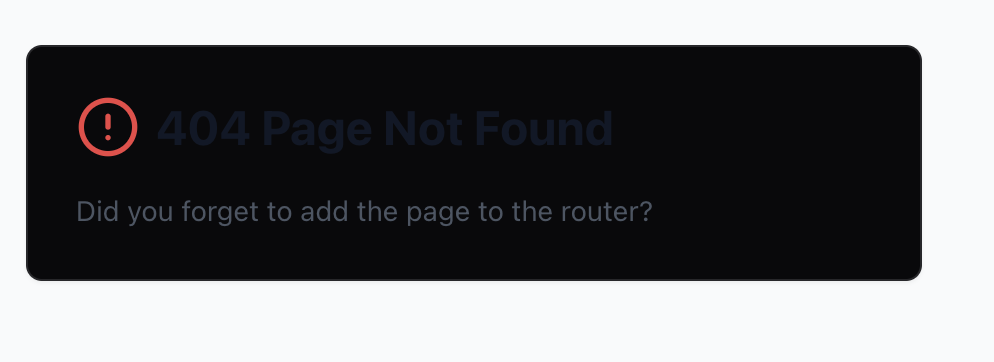 404 Page Not Found
Did you forget to add the page to the router?